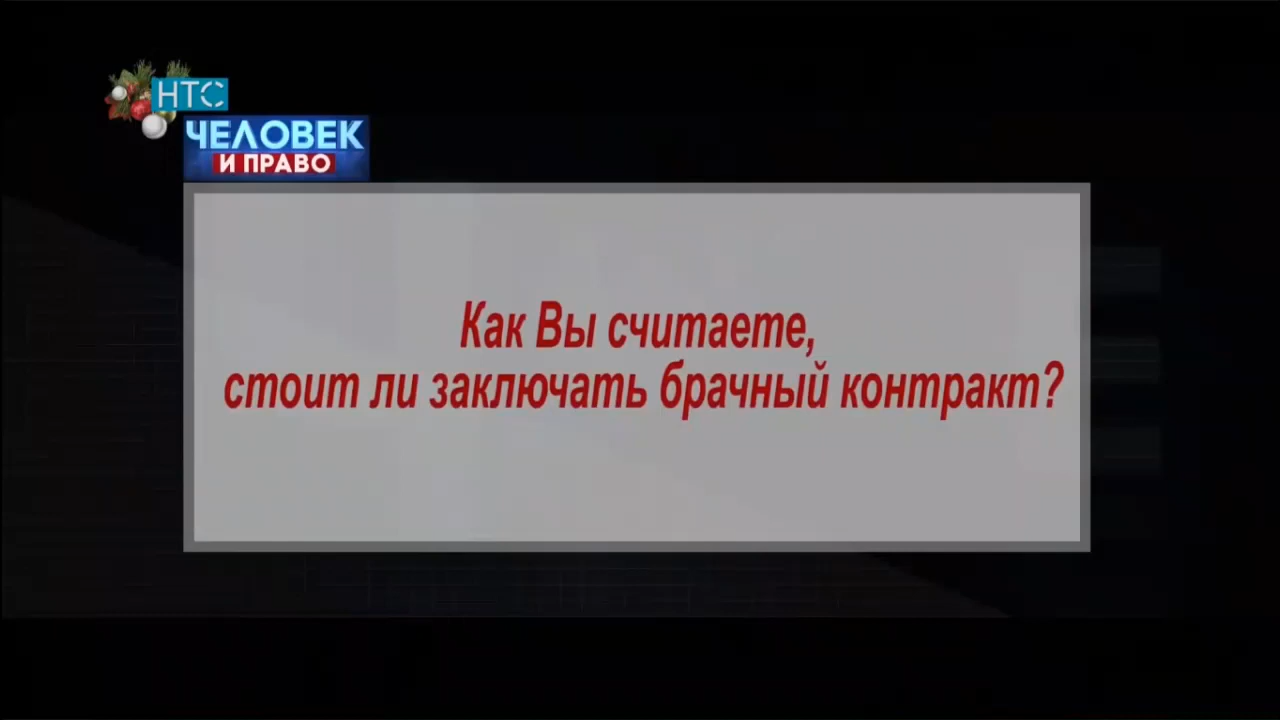 НТС
ЧЕЛОВЕК
И ПРАВО
Как Вы считаете,
стоит ли заключать брачный контракт?